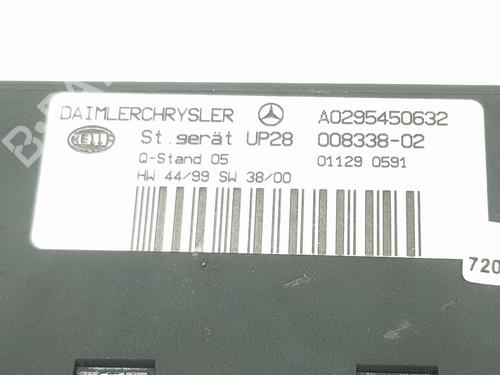 DAIMLERCHRYSLER A0295450632
HELLA St.gerät UP28 008338-02
Q-Stand 05 01129 0591
HW 44/99 SW 38/00
720
B-PARTS